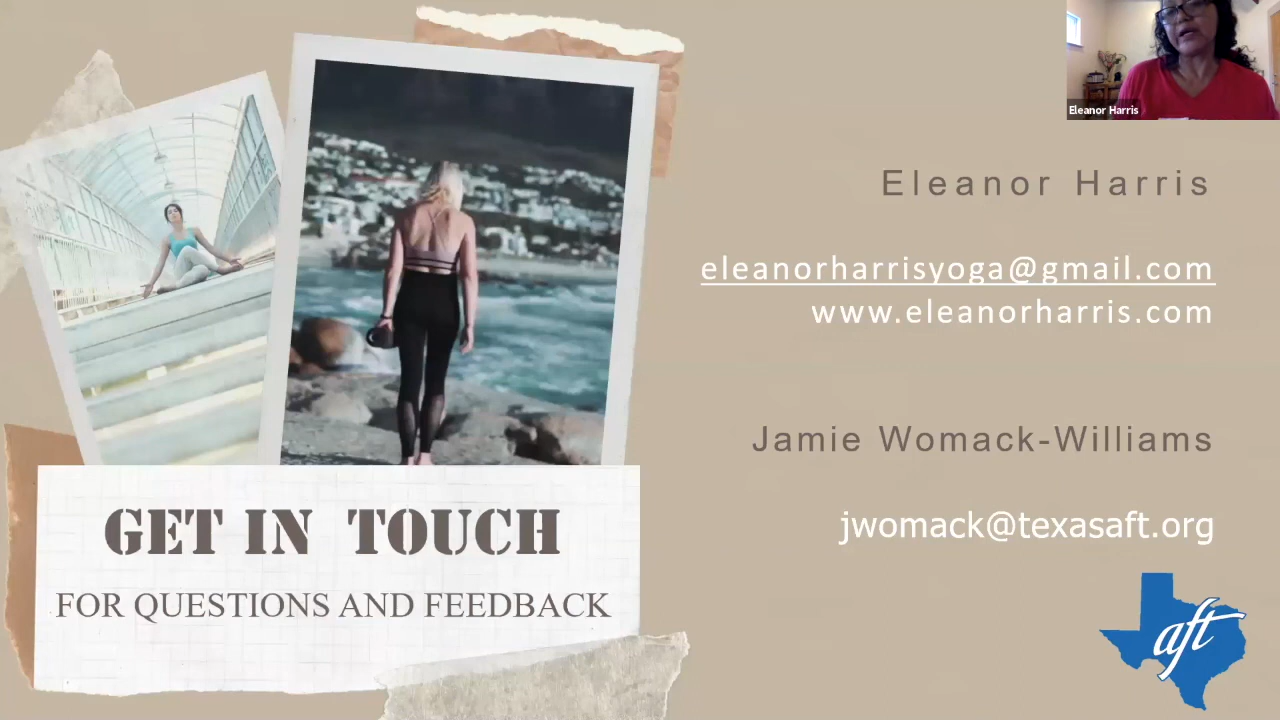 Eleanor Harris
Eleanor Harris
eleanorharrisyoga@gmail.com
www.eleanorharris.com
Jamie Womack-Williams
jwomack@texasaft.org
GET IN TOUCH
FOR QUESTIONS AND FEEDBACK
aft